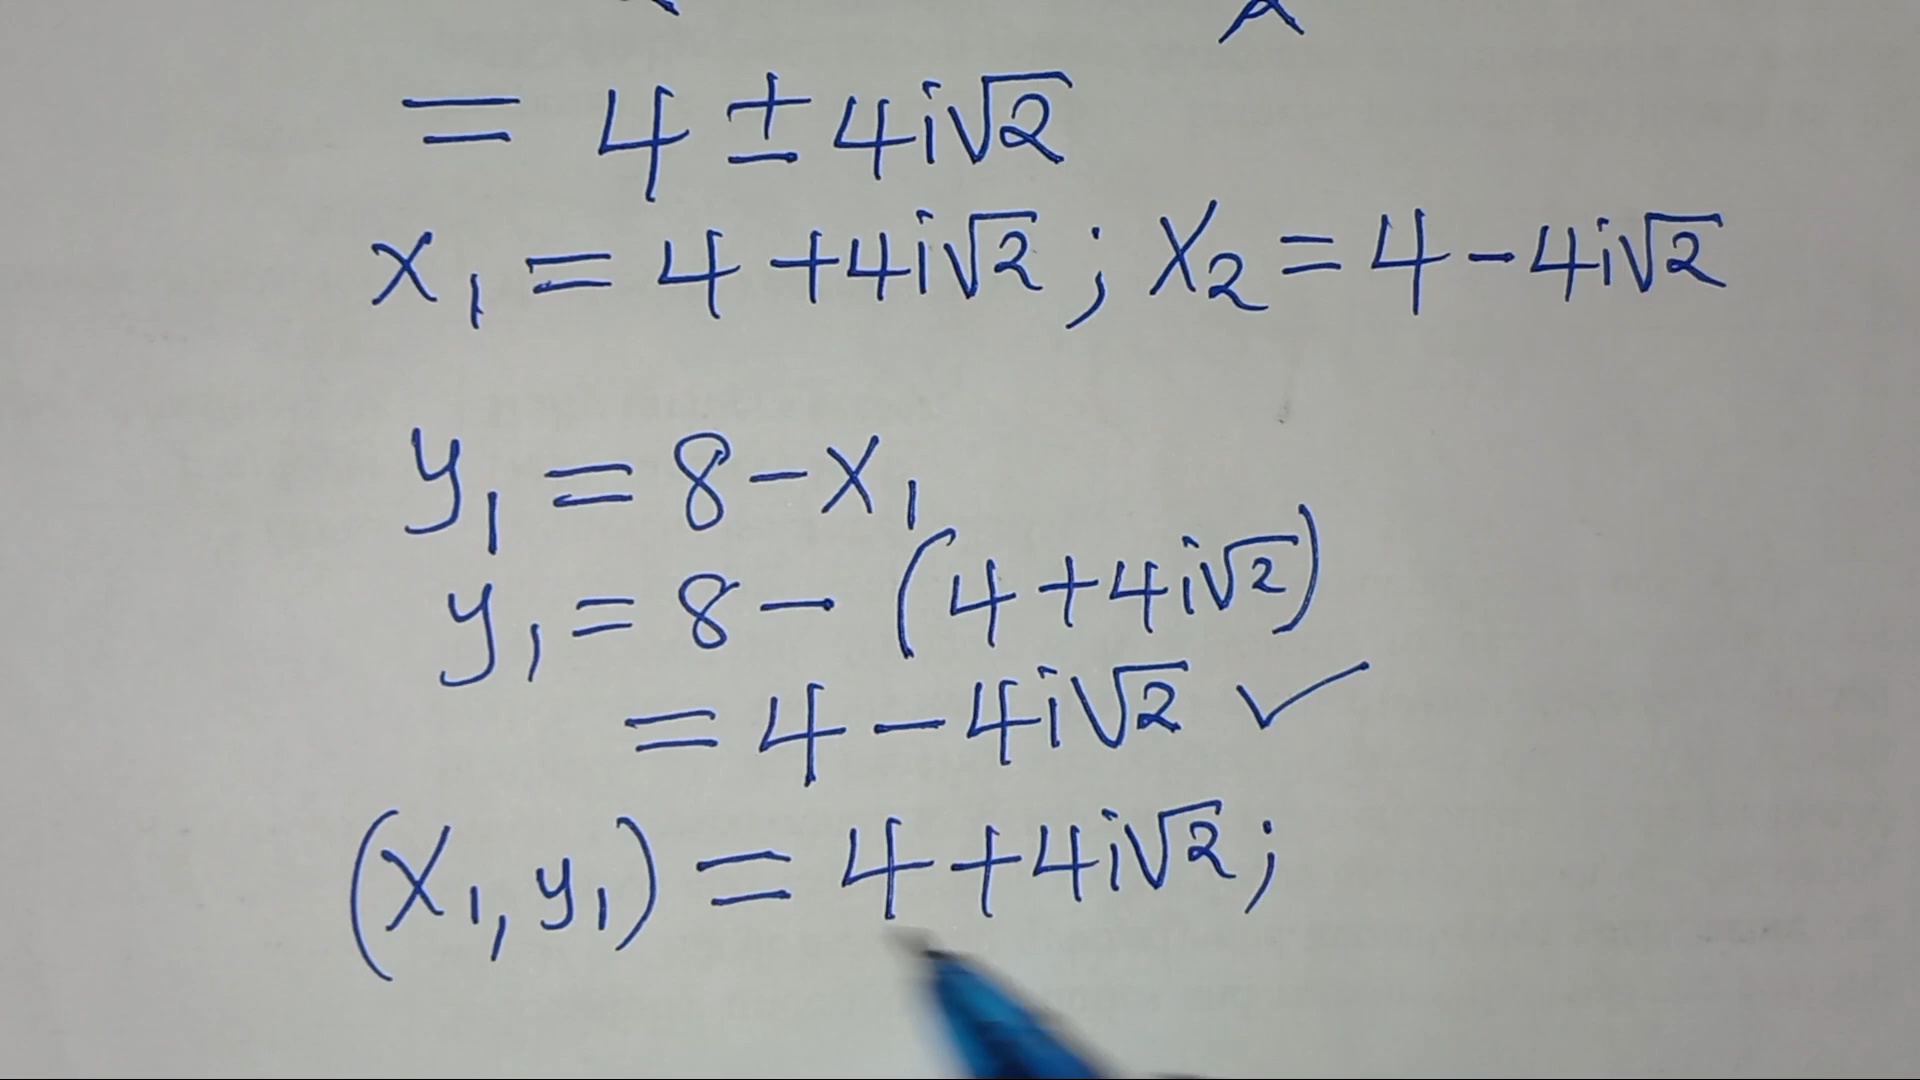 = 4 ± 4i√2
x₁ = 4 + 4i√2 ; x₂ = 4 - 4i√2
y₁ = 8 - x₁
y₁ = 8 - (4 + 4i√2)
= 4 - 4i√2 ✓
(x₁, y₁) = 4 + 4i√2 ;